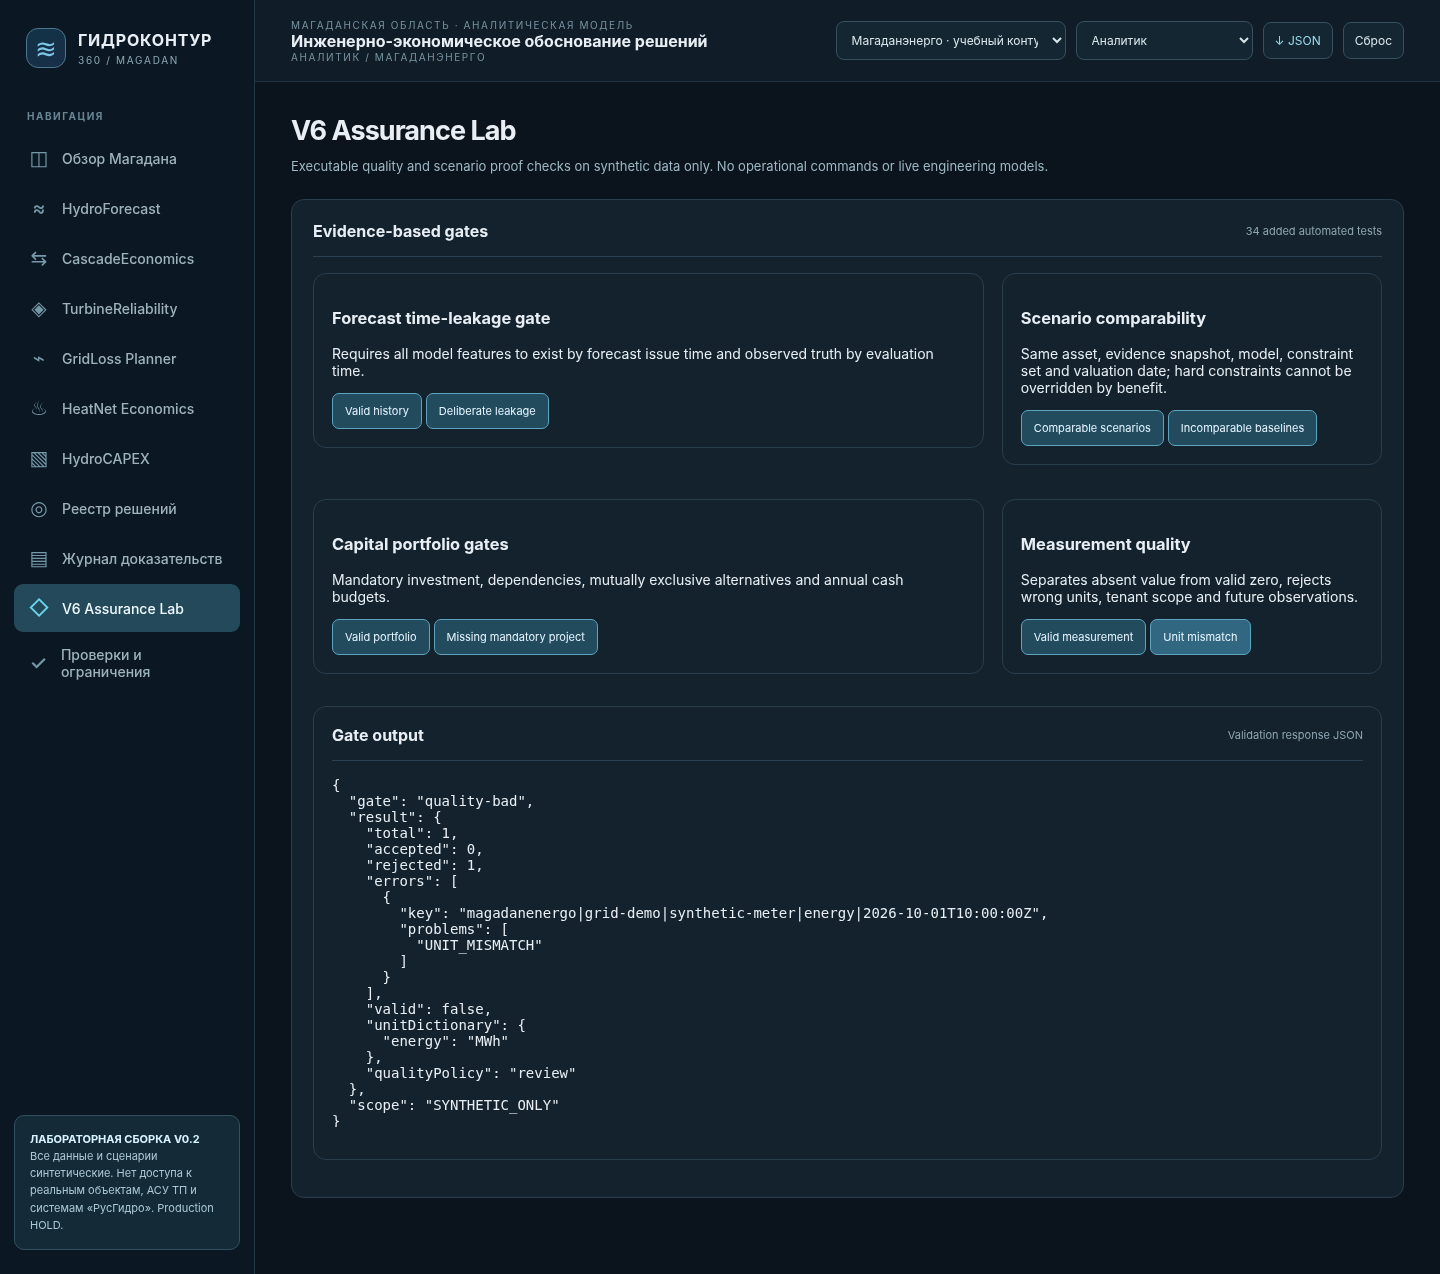 ГИДРОКОНТУР
360 / MAGADAN
НАВИГАЦИЯ
Обзор Магадана
HydroForecast
CascadeEconomics
TurbineReliability
GridLoss Planner
HeatNet Economics
HydroCAPEX
Реестр решений
Журнал доказательств
V6 Assurance Lab
Проверки и
ограничения
ЛАБОРАТОРНАЯ СБОРКА V0.2
Все данные и сценарии
синтетические. Нет доступа к
реальным объектам, АСУ ТП и
системам «РусГидро». Production
HOLD.
МАГАДАНСКАЯ ОБЛАСТЬ · АНАЛИТИЧЕСКАЯ МОДЕЛЬ
Инженерно-экономическое обоснование решений
АНАЛИТИК / МАГАДАНЭНЕРГО
Магаданэнерго · учебный конту
Аналитик
↓ JSON
Сброс
V6 Assurance Lab
Executable quality and scenario proof checks on synthetic data only. No operational commands or live engineering models.
Evidence-based gates
34 added automated tests
Forecast time-leakage gate
Requires all model features to exist by forecast issue time and observed truth by evaluation
time.
Valid history
Deliberate leakage
Scenario comparability
Same asset, evidence snapshot, model, constraint
set and valuation date; hard constraints cannot be
overridden by benefit.
Comparable scenarios
Incomparable baselines
Capital portfolio gates
Mandatory investment, dependencies, mutually exclusive alternatives and annual cash
budgets.
Valid portfolio
Missing mandatory project
Measurement quality
Separates absent value from valid zero, rejects
wrong units, tenant scope and future observations.
Valid measurement
Unit mismatch
Gate output
Validation response JSON
{
  "gate": "quality-bad",
  "result": {
    "total": 1,
    "accepted": 0,
    "rejected": 1,
    "errors": [
      {
        "key": "magadanenergo|grid-demo|synthetic-meter|energy|2026-10-01T10:00:00Z",
        "problems": [
          "UNIT_MISMATCH"
        ]
      }
    ],
    "valid": false,
    "unitDictionary": {
      "energy": "MWh"
    },
    "qualityPolicy": "review"
  },
  "scope": "SYNTHETIC_ONLY"
}